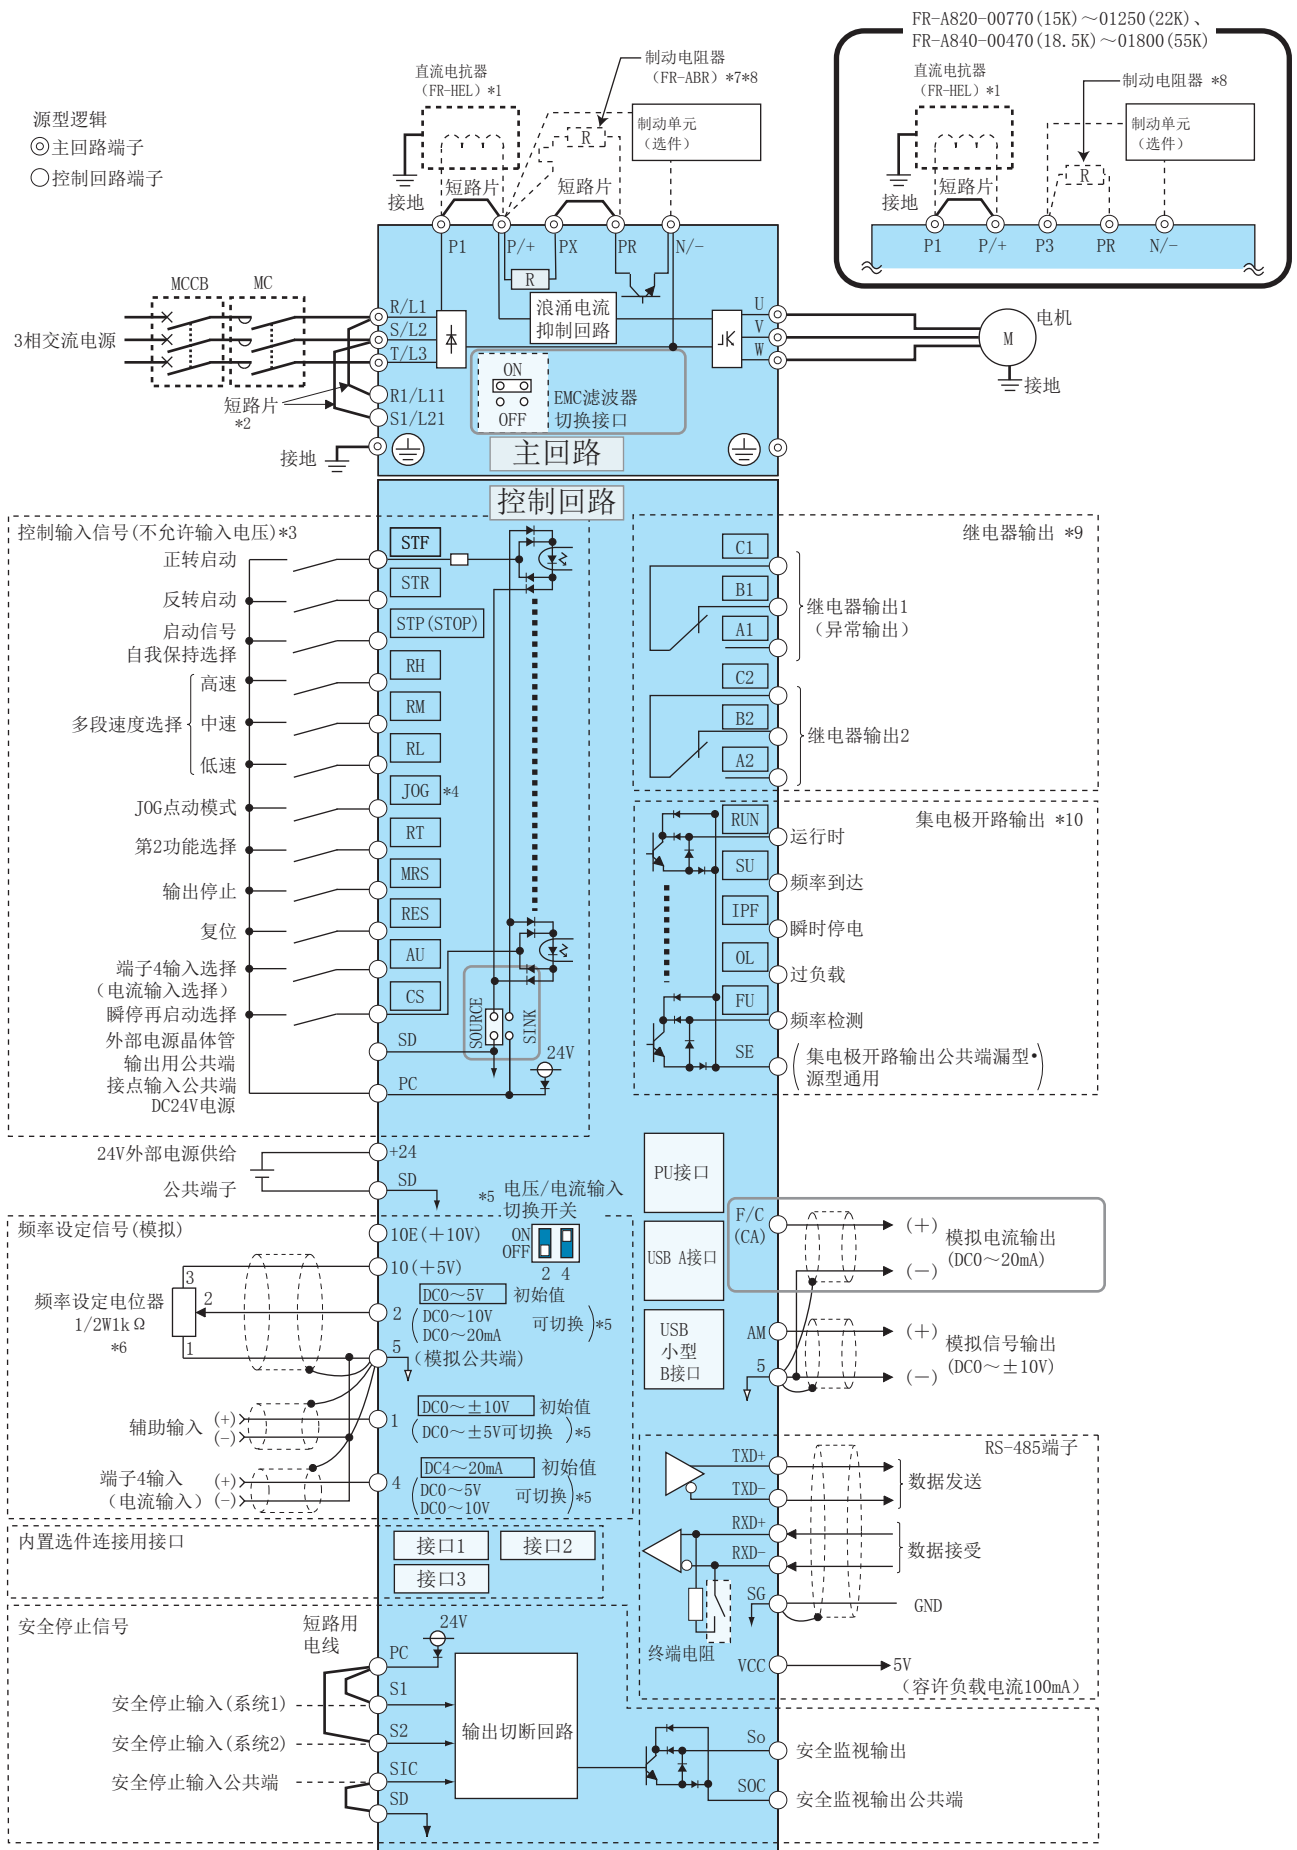 FR-A820-00770(15K)～01250(22K)、
FR-A840-00470(18.5K)～01800(55K)
制动电阻器
（FR-ABR）*7*8
直流电抗器
（FR-HEL）*1
制动单元
（选件）
R
直流电抗器
（FR-HEL）*1
制动电阻器 *8
制动单元
（选件）
R
源型逻辑
主回路端子
控制回路端子
接地
短路片
短路片
接地
短路片
P1
P/+
PX
PR
N/-
P1
P/+
P3
PR
N/-
R
MCCB
MC
3相交流电源
R/L1
S/L2
T/L3
R1/L11
S1/L21
浪涌电流
抑制回路
U
V
W
M
电机
接地
ON
OFF
EMC滤波器
切换接口
短路片
*2
接地
主回路
控制回路
控制输入信号(不允许输入电压)*3
正转启动
反转启动
启动信号
自我保持选择
高速
多段速度选择
中速
低速
JOG点动模式
第2功能选择
输出停止
复位
端子4输入选择
（电流输入选择）
瞬停再启动选择
外部电源晶体管
输出用公共端
接点输入公共端
DC24V电源
STF
STR
STP(STOP)
RH
RM
RL
JOG
*4
RT
MRS
RES
AU
CS
SD
PC
SOURCE
SINK
24V
继电器输出 *9
C1
B1
A1
继电器输出1
（异常输出）
C2
B2
A2
继电器输出2
集电极开路输出 *10
RUN
运行时
SU
频率到达
IPF
瞬时停电
OL
过负载
FU
频率检测
SE
集电极开路输出公共端漏型•
源型通用
24V外部电源供给
+24
公共端子
SD
*5
电压/电流输入
切换开关
ON
OFF
2 4
频率设定信号(模拟)
10E(＋10V)
10(＋5V)
3
2
1
频率设定电位器
1/2W1kΩ
*6
2
DC0～5V
初始值
DC0～10V
DC0～20mA
可切换
*5
5
（模拟公共端）
辅助输入
(+)
(-)
1
DC0～±10V
初始值
DC0～±5V可切换
*5
端子4输入
（电流输入）
(+)
(-)
4
DC4～20mA
初始值
DC0～5V
DC0～10V
可切换
*5
PU接口
USB A接口
USB
小型
B接口
F/C
(CA)
(＋)
(－)
模拟电流输出
(DC0～20mA)
AM
5
(＋)
(－)
模拟信号输出
(DC0～±10V)
RS-485端子
TXD+
TXD-
数据发送
RXD+
RXD-
数据接受
SG
GND
终端电阻
VCC
5V
（容许负载电流100mA）
内置选件连接用接口
接口1
接口2
接口3
安全停止信号
短路用
电线
24V
PC
S1
安全停止输入(系统1)
S2
安全停止输入(系统2)
SIC
安全停止输入公共端
SD
输出切断回路
So
安全监视输出
SOC
安全监视输出公共端